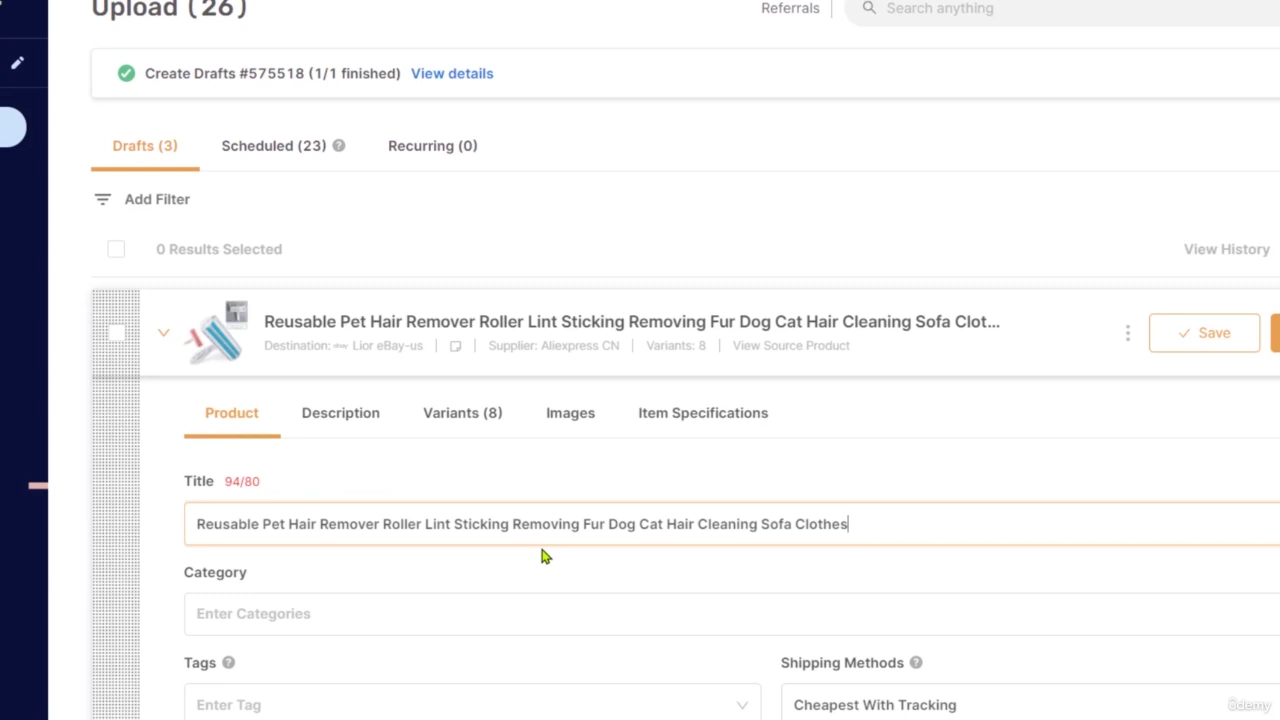 Upload (26)
Referrals
Search anything
Create Drafts #575518 (1/1 finished) View details
Drafts (3) Scheduled (23) Recurring (0)
Add Filter
0 Results Selected
View History
Reusable Pet Hair Remover Roller Lint Sticking Removing Fur Dog Cat Hair Cleaning Sofa Clot...
Destination: ebay Lior eBay-us Supplier: Aliexpress CN Variants: 8 View Source Product
Save
Product Description Variants (8) Images Item Specifications
Title 94/80
Reusable Pet Hair Remover Roller Lint Sticking Removing Fur Dog Cat Hair Cleaning Sofa Clothes
Category
Enter Categories
Tags
Shipping Methods
Enter Tag
Cheapest With Tracking
ûdemy